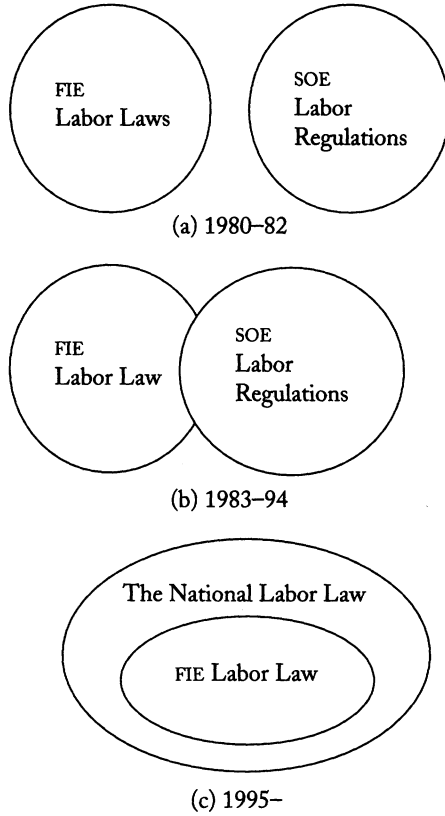 FIE
Labor Laws
SOE
Labor
Regulations
(a) 1980–82
FIE
Labor Law
SOE
Labor
Regulations
(b) 1983–94
The National Labor Law
FIE Labor Law
(c) 1995–